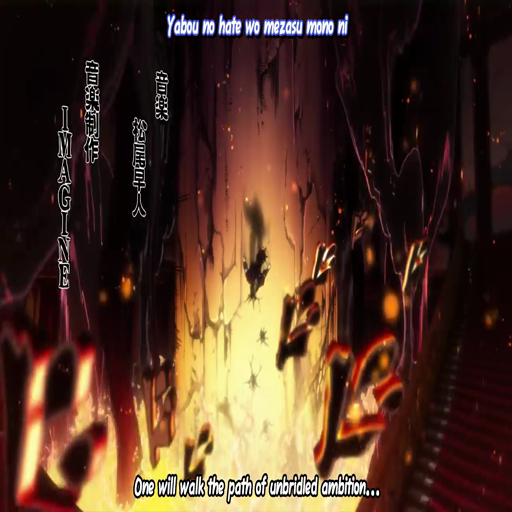 Yabou no hate wo mezasu mono ni
音楽
松尾早人
音楽制作
IMAGINE
One will walk the path of unbridled ambition...